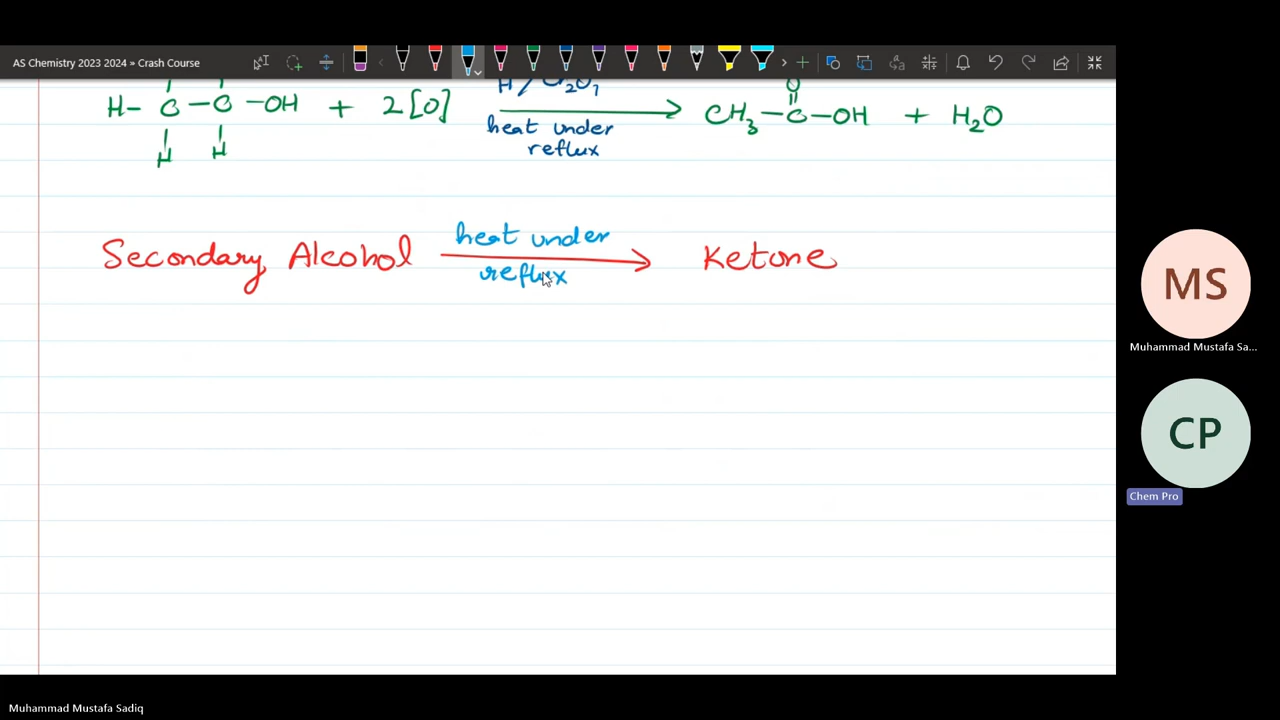 AS Chemistry 2023 2024 » Crash Course
H / Cr₂O₇
O
H– C – C –OH + 2[O] heat under reflux CH₃ – C –OH + H₂O
H H
Secondary Alcohol heat under reflux Ketone
MS
Muhammad Mustafa Sa...
CP
Chem Pro
Muhammad Mustafa Sadiq